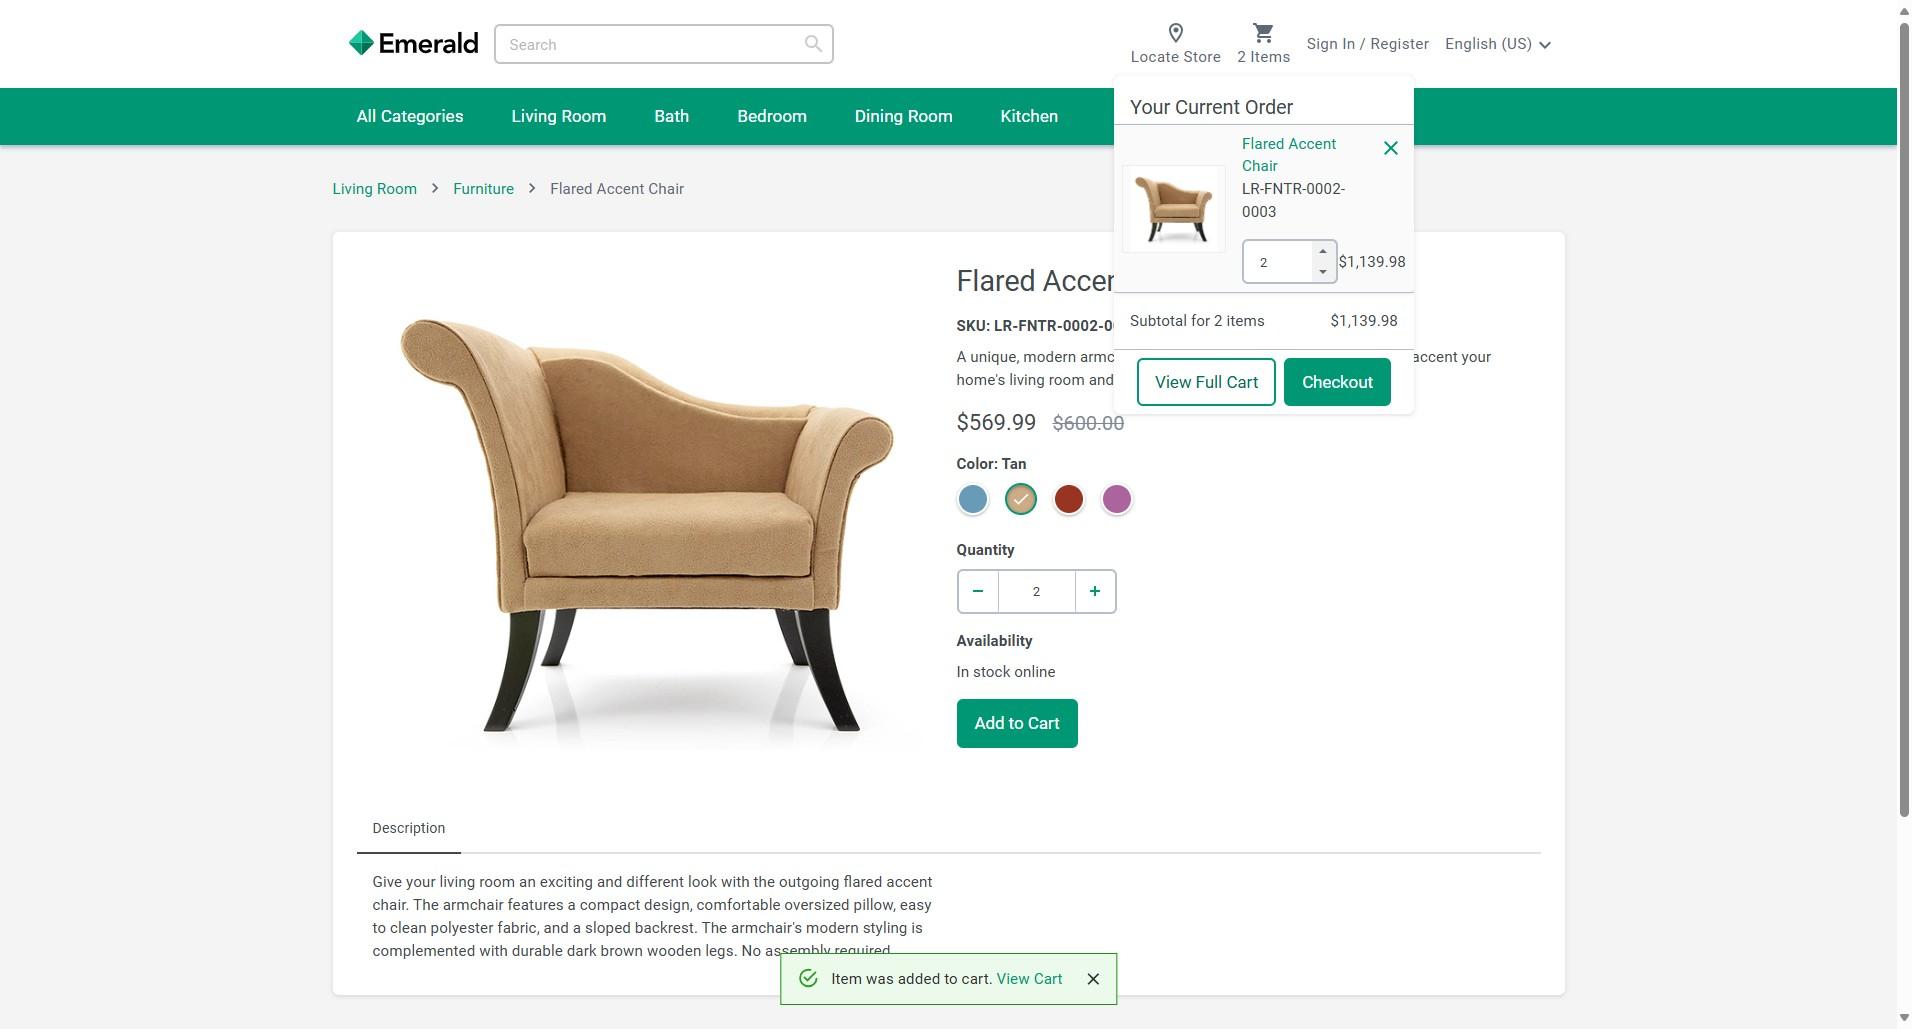 Emerald
Search
Locate Store
2 Items
Sign In / Register
English (US)
All Categories
Living Room
Bath
Bedroom
Dining Room
Kitchen
Your Current Order
Flared Accent
Chair
LR-FNTR-0002-
0003
2
$1,139.98
Subtotal for 2 items
$1,139.98
View Full Cart
Checkout
Living Room
Furniture
Flared Accent Chair
Flared
SKU: LR-FNTR-0002-
A unique, modern
accent your
home's living room and
$569.99
$600.00
Color: Tan
Quantity
2
Availability
In stock online
Add to Cart
Description
Give your living room an exciting and different look with the outgoing flared accent
chair. The armchair features a compact design, comfortable oversized pillow, easy
to clean polyester fabric, and a sloped backrest. The armchair's modern styling is
complemented with durable dark brown wooden legs. No assembly required.
Item was added to cart. View Cart